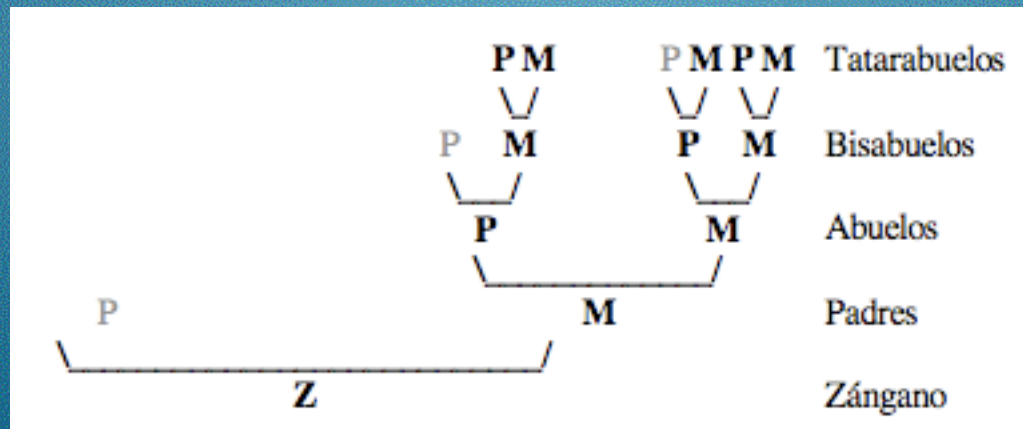 P M P M P M Tatarabuelos
P M P M Bisabuelos
P M Abuelos
P M Padres
Z Zángano